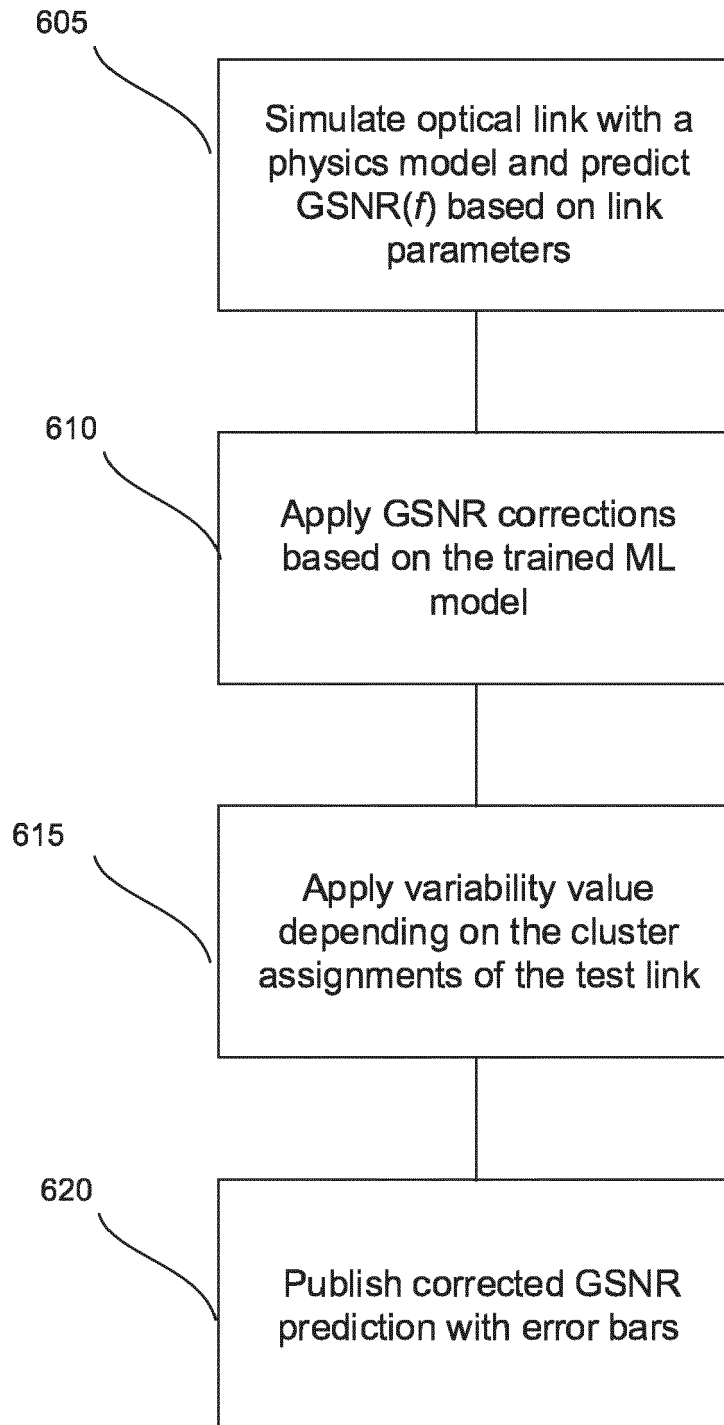 605
Simulate optical link with a
physics model and predict
GSNR(f) based on link
parameters
610
Apply GSNR corrections
based on the trained ML
model
615
Apply variability value
depending on the cluster
assignments of the test link
620
Publish corrected GSNR
prediction with error bars